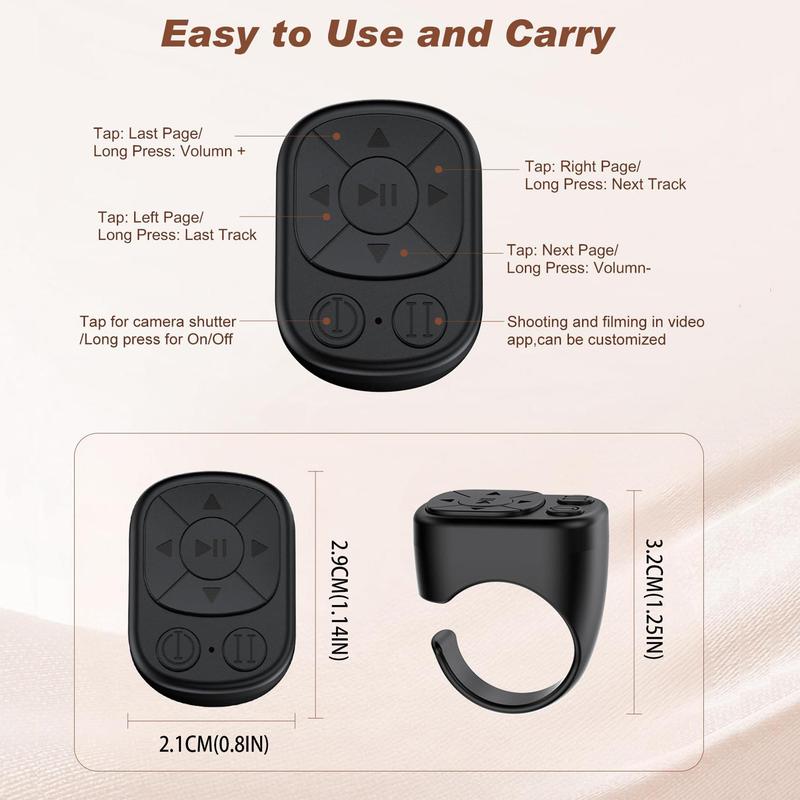 Easy to Use and Carry
Tap: Last Page/
Long Press: Volumn +
Tap: Right Page/
Long Press: Next Track
Tap: Left Page/
Long Press: Last Track
Tap: Next Page/
Long Press: Volumn-
Tap for camera shutter
/Long press for On/Off
Shooting and filming in video
app,can be customized
2.9CM(1.14IN)
3.2CM(1.25IN)
2.1CM(0.8IN)